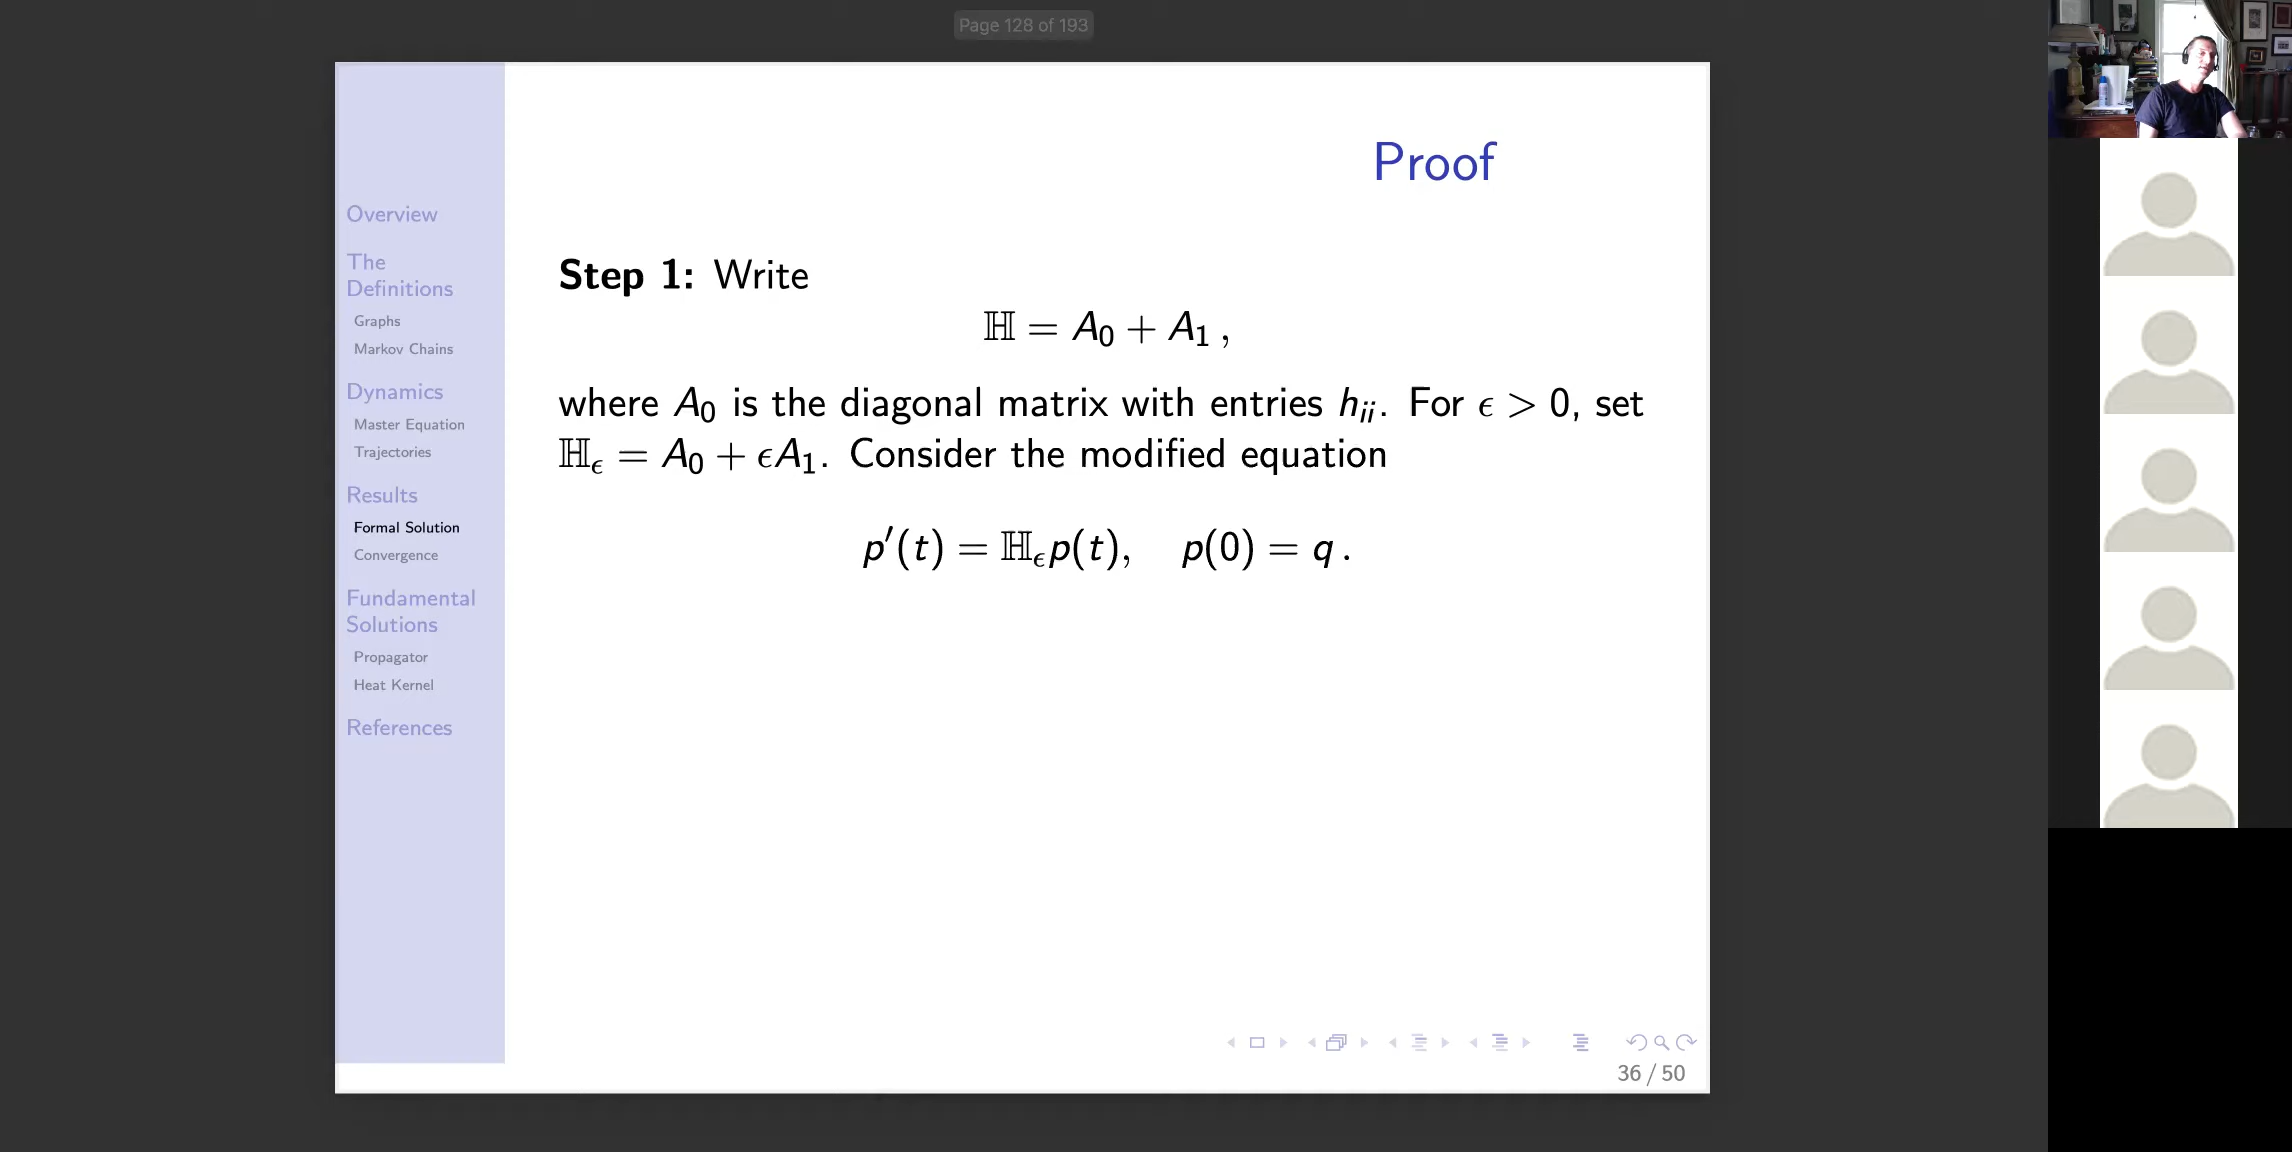 Page 128 of 193
Overview
The
Definitions
Graphs
Markov Chains
Dynamics
Master Equation
Trajectories
Results
Formal Solution
Convergence
Fundamental
Solutions
Propagator
Heat Kernel
References
Proof
Step 1: Write
ℍ = A₀ + A₁ ,
where A₀ is the diagonal matrix with entries hᵢᵢ. For ϵ > 0, set
ℍ_ϵ = A₀ + ϵA₁. Consider the modified equation
p′(t) = ℍ_ϵp(t), p(0) = q .
36 / 50